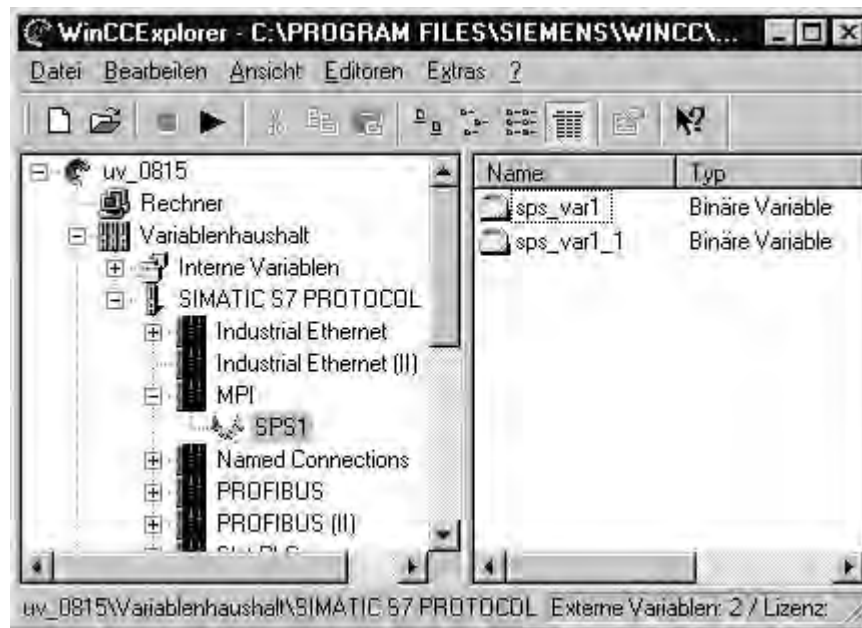 WinCCExplorer - C:\PROGRAM FILES\SIEMENS\WINCC\...
Datei Bearbeiten Ansicht Editoren Extras ?
uv_0815
Rechner
Variablenhaushalt
Interne Variablen
SIMATIC S7 PROTOCOL
Industrial Ethernet
Industrial Ethernet (II)
MPI
SPS1
Named Connections
PROFIBUS
PROFIBUS (II)
Name Typ
sps_var1 Binäre Variable
sps_var1_1 Binäre Variable
uv_0815\Variablenhaushalt\SIMATIC S7 PROTOCOL Externe Variablen: 2 / Lizenz: